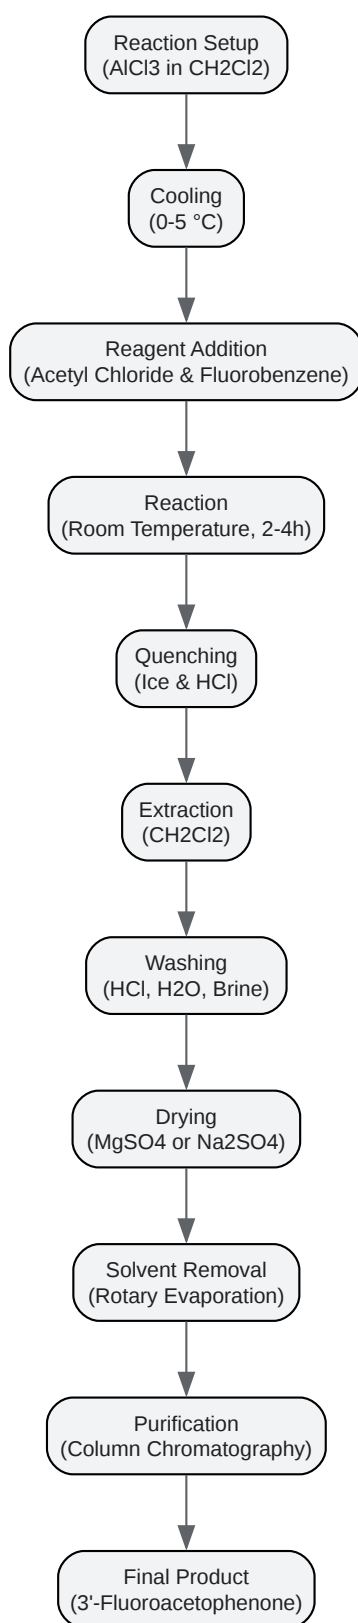 Reaction Setup
(AlCl3 in CH2Cl2)
Cooling
(0-5 °C)
Reagent Addition
(Acetyl Chloride & Fluorobenzene)
Reaction
(Room Temperature, 2-4h)
Quenching
(Ice & HCl)
Extraction
(CH2Cl2)
Washing
(HCl, H2O, Brine)
Drying
(MgSO4 or Na2SO4)
Solvent Removal
(Rotary Evaporation)
Purification
(Column Chromatography)
Final Product
(3'-Fluoroacetophenone)